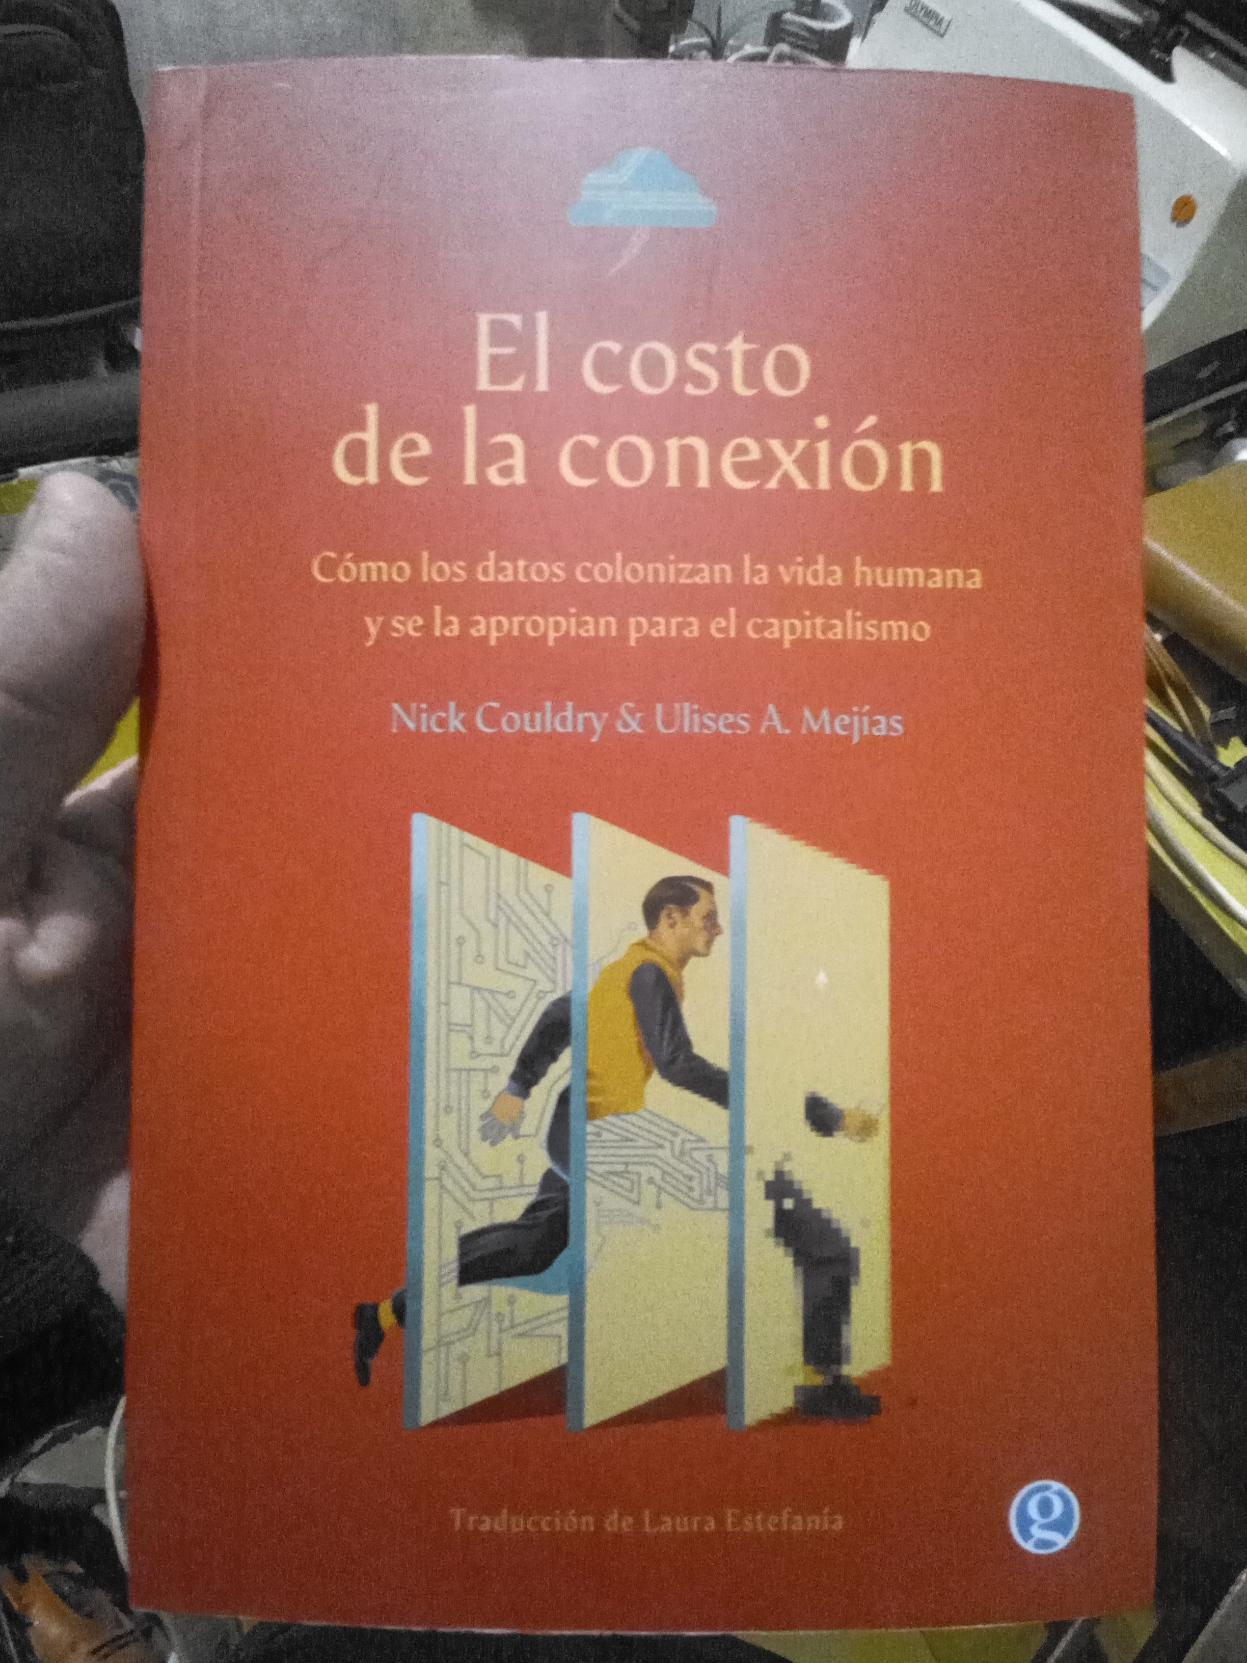 OLYMPIA
El costo
de la conexión
Cómo los datos colonizan la vida humana
y se la apropian para el capitalismo
Nick Couldry & Ulises A. Mejías
Traducción de Laura Estefanía
g